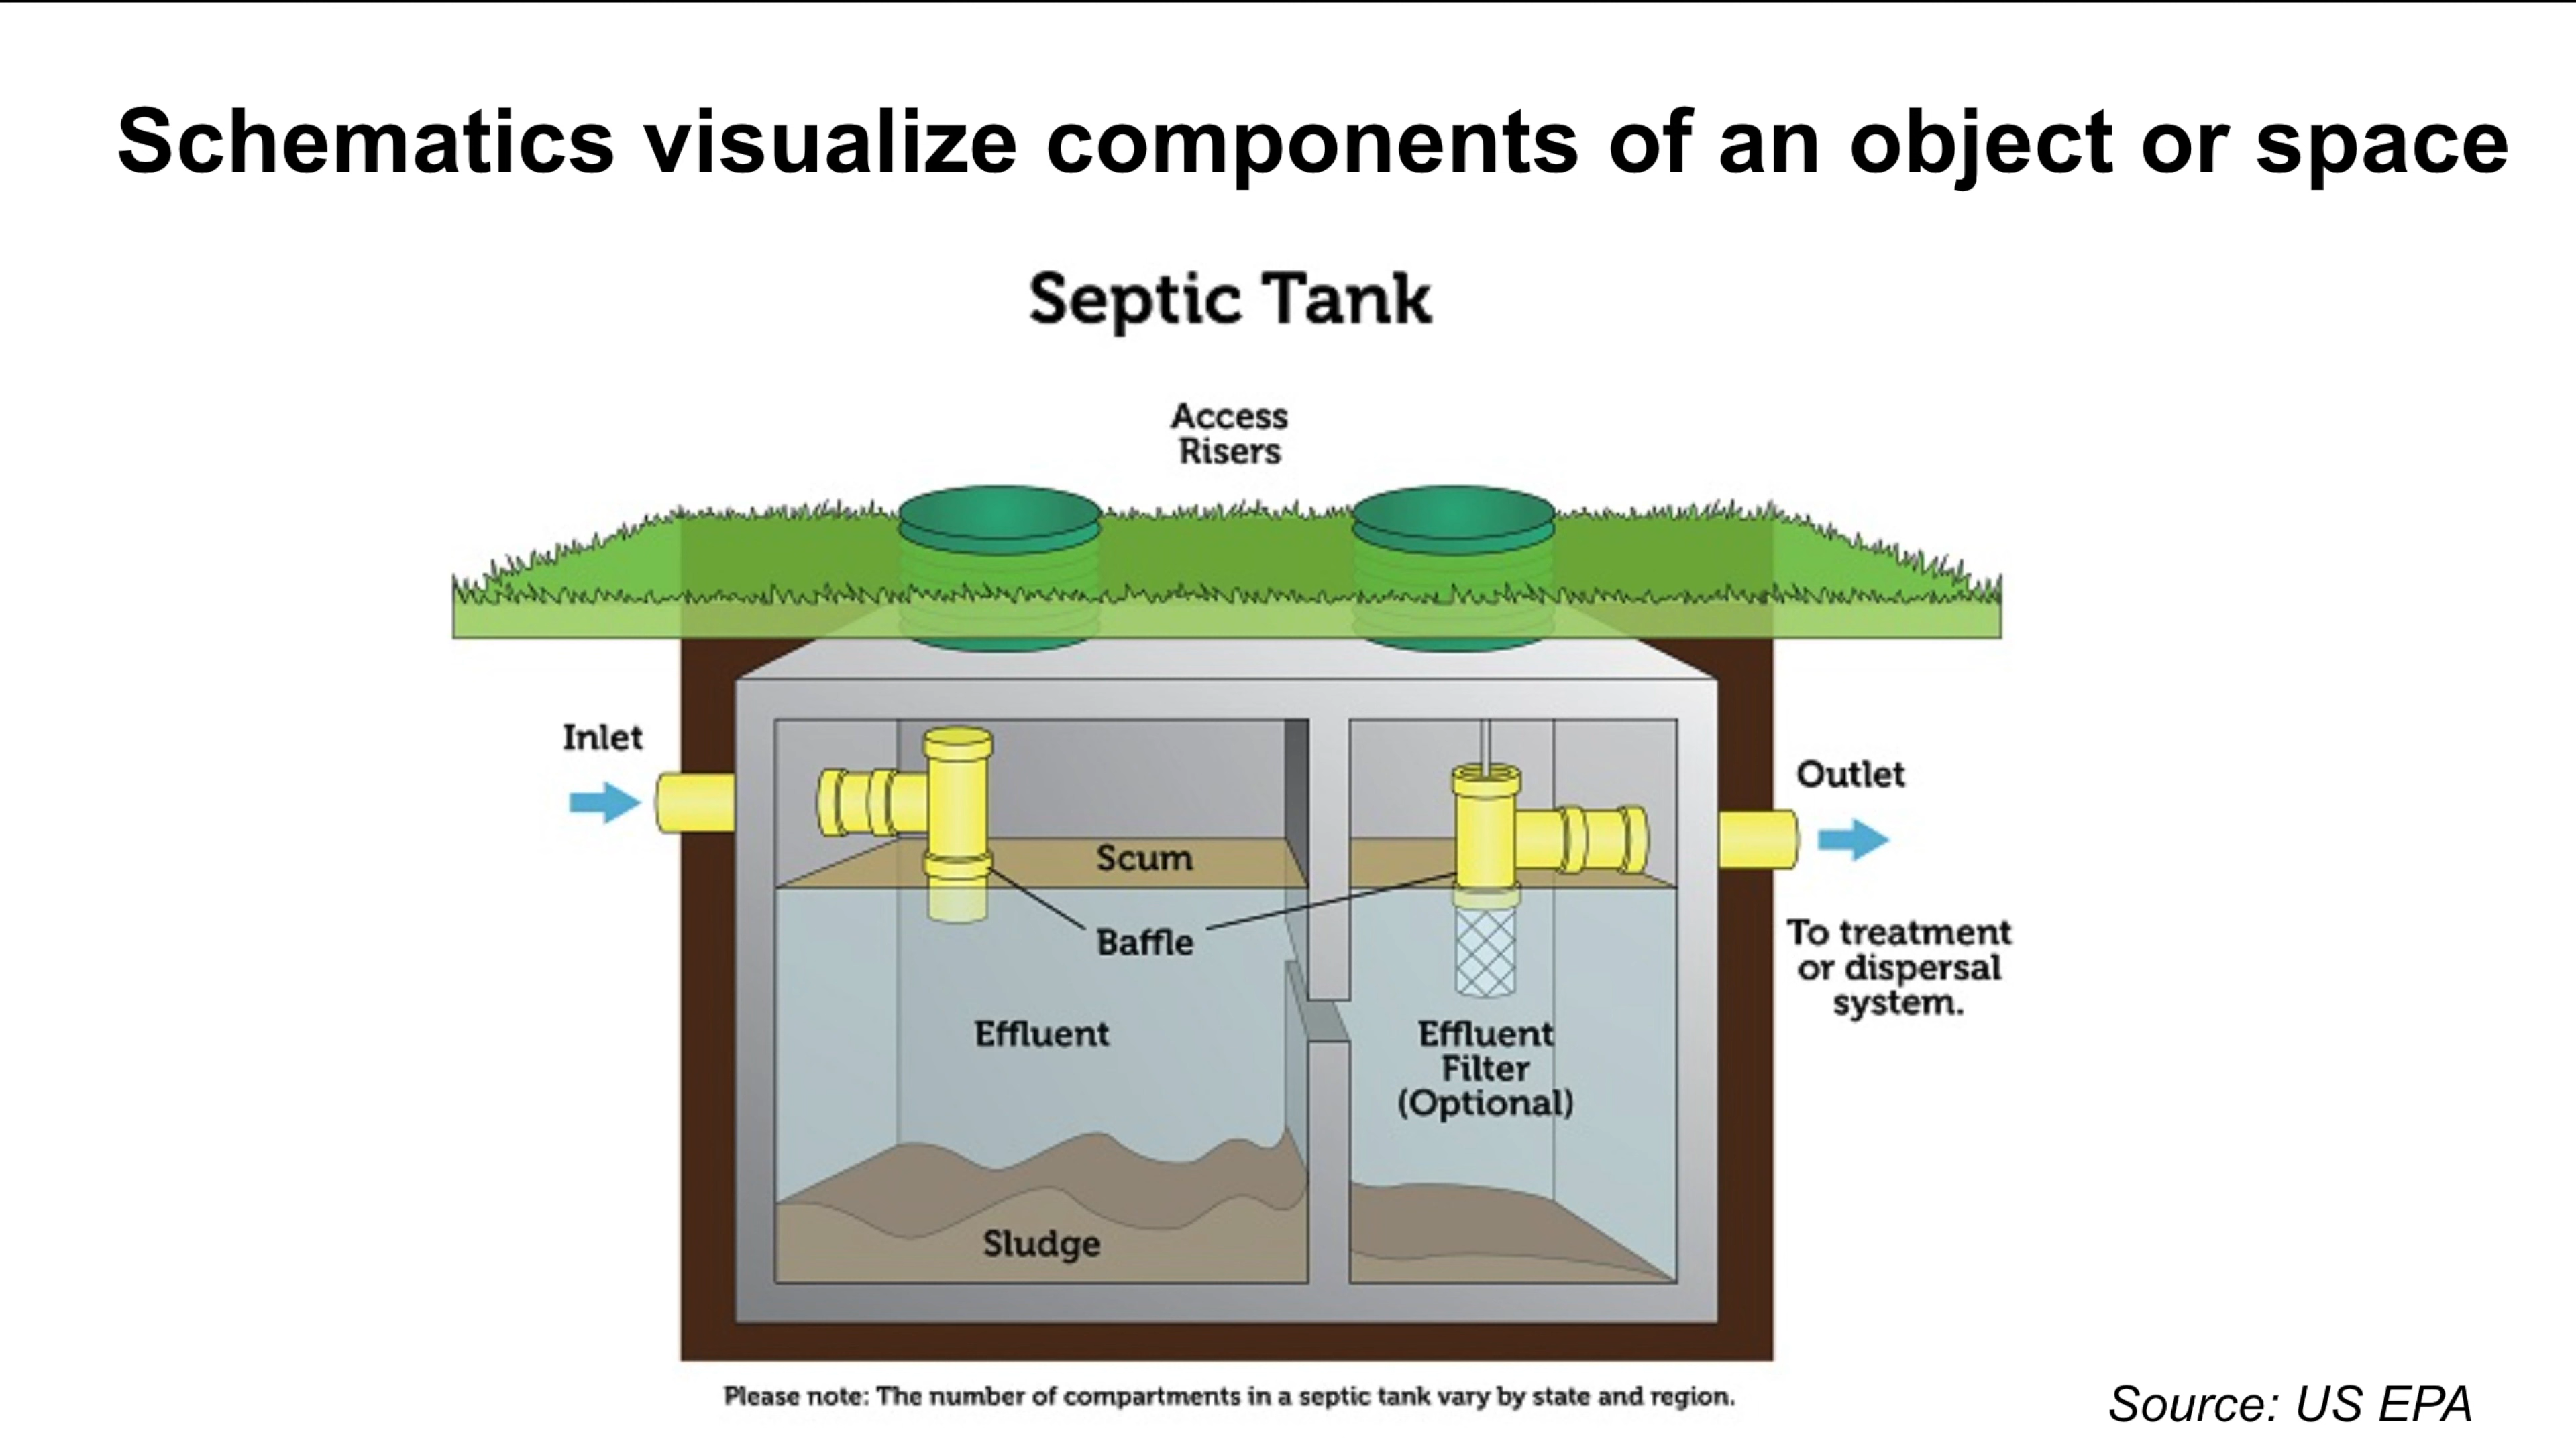 Schematics visualize components of an object or space
Septic Tank
Access
Risers
Inlet
Outlet
Scum
Baffle
To treatment
or dispersal
system.
Effluent
Effluent
Filter
(Optional)
Sludge
Please note: The number of compartments in a septic tank vary by state and region.
Source: US EPA